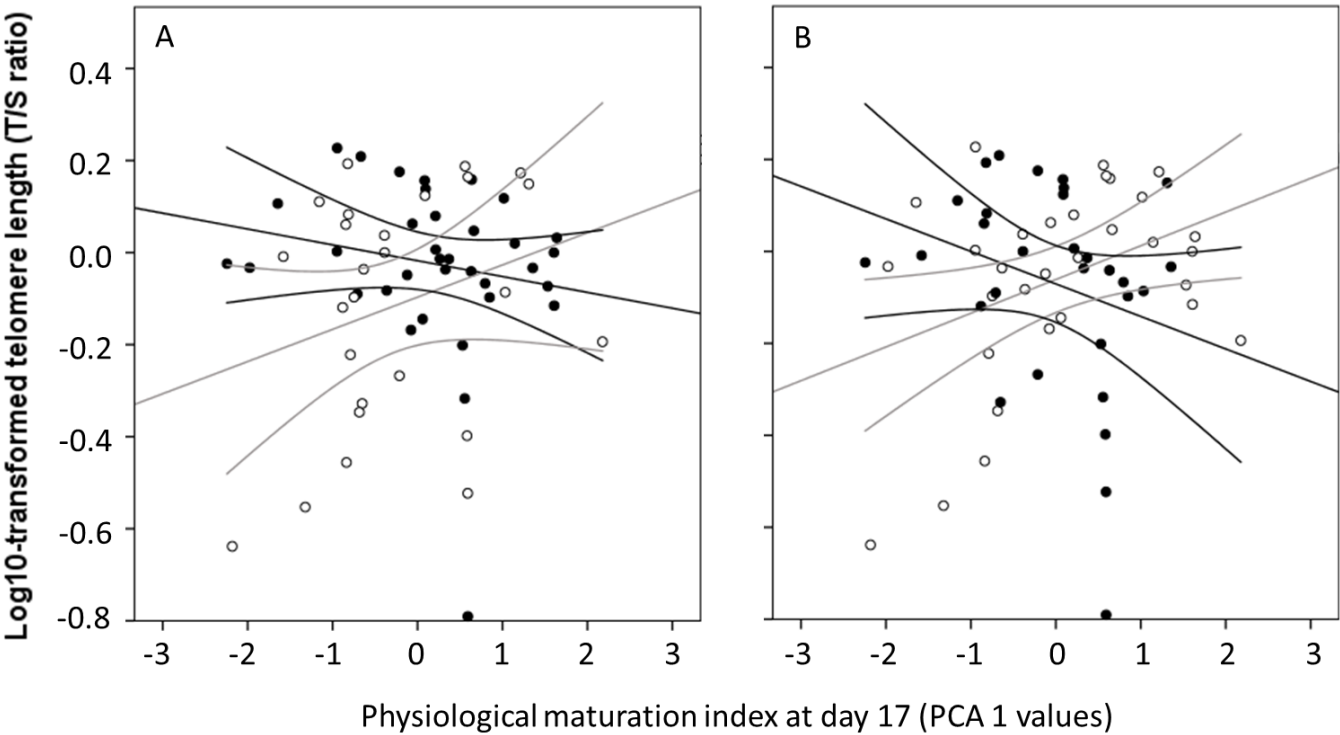 A
B
Log10-transformed telomere length (T/S ratio)
0.4
0.2
0.0
-0.2
-0.4
-0.6
-0.8
-3 -2 -1 0 1 2 3
-3 -2 -1 0 1 2 3
Physiological maturation index at day 17 (PCA 1 values)